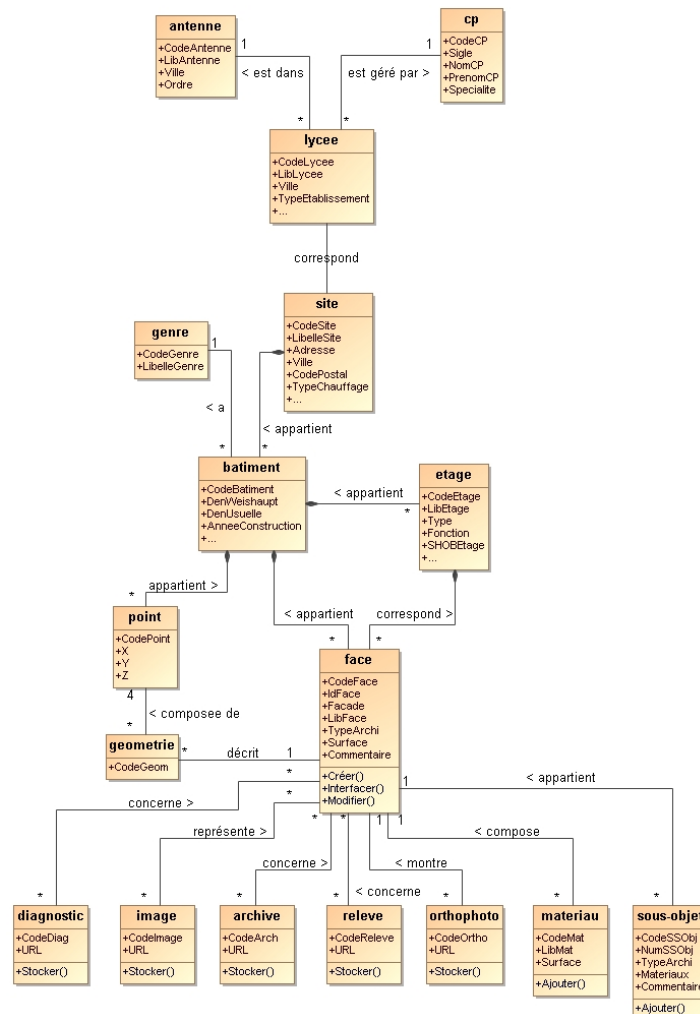 antenne
+CodeAntenne
+LibAntenne
+Ville
+Ordre
cp
+CodeCP
+Sigle
+NomCP
+PrenomCP
+Specialite
1
< est dans
*
1
est géré par >
*
lycee
+CodeLycee
+LibLycee
+Ville
+TypeEtablissement
+...
correspond
site
+CodeSite
+LibelleSite
+Adresse
+Ville
+CodePostal
+TypeChauffage
+...
genre
+CodeGenre
+LibelleGenre
1
< a
*
< appartient
*
batiment
+CodeBatiment
+DenWeishaupt
+DenUsuelle
+AnneeConstruction
+...
< appartient
*
etage
+CodeEtage
+LibEtage
+Type
+Fonction
+SHOBEtage
+...
appartient >
*
< appartient
*
correspond >
*
point
+CodePoint
+X
+Y
+Z
4
< composee de
*
geometrie
+CodeGeom
*
décrit
1
face
+CodeFace
+IdFace
+Facade
+LibFace
+TypeArchi
+Surface
+Commentaire
+Créer()
+Interfacer()
+Modifier()
*
concerne >
*
*
représente >
*
*
concerne >
*
*
< concerne
*
1
< montre
*
1
< compose
*
1
< appartient
*
diagnostic
+CodeDiag
+URL
+Stocker()
image
+CodeImage
+URL
+Stocker()
archive
+CodeArch
+URL
+Stocker()
releve
+CodeReleve
+URL
+Stocker()
orthophoto
+CodeOrtho
+URL
+Stocker()
materiau
+CodeMat
+LibMat
+Surface
+Ajouter()
sous-objet
+CodeSSObj
+NumSSObj
+TypeArchi
+Materiaux
+Commentaire
+Ajouter()